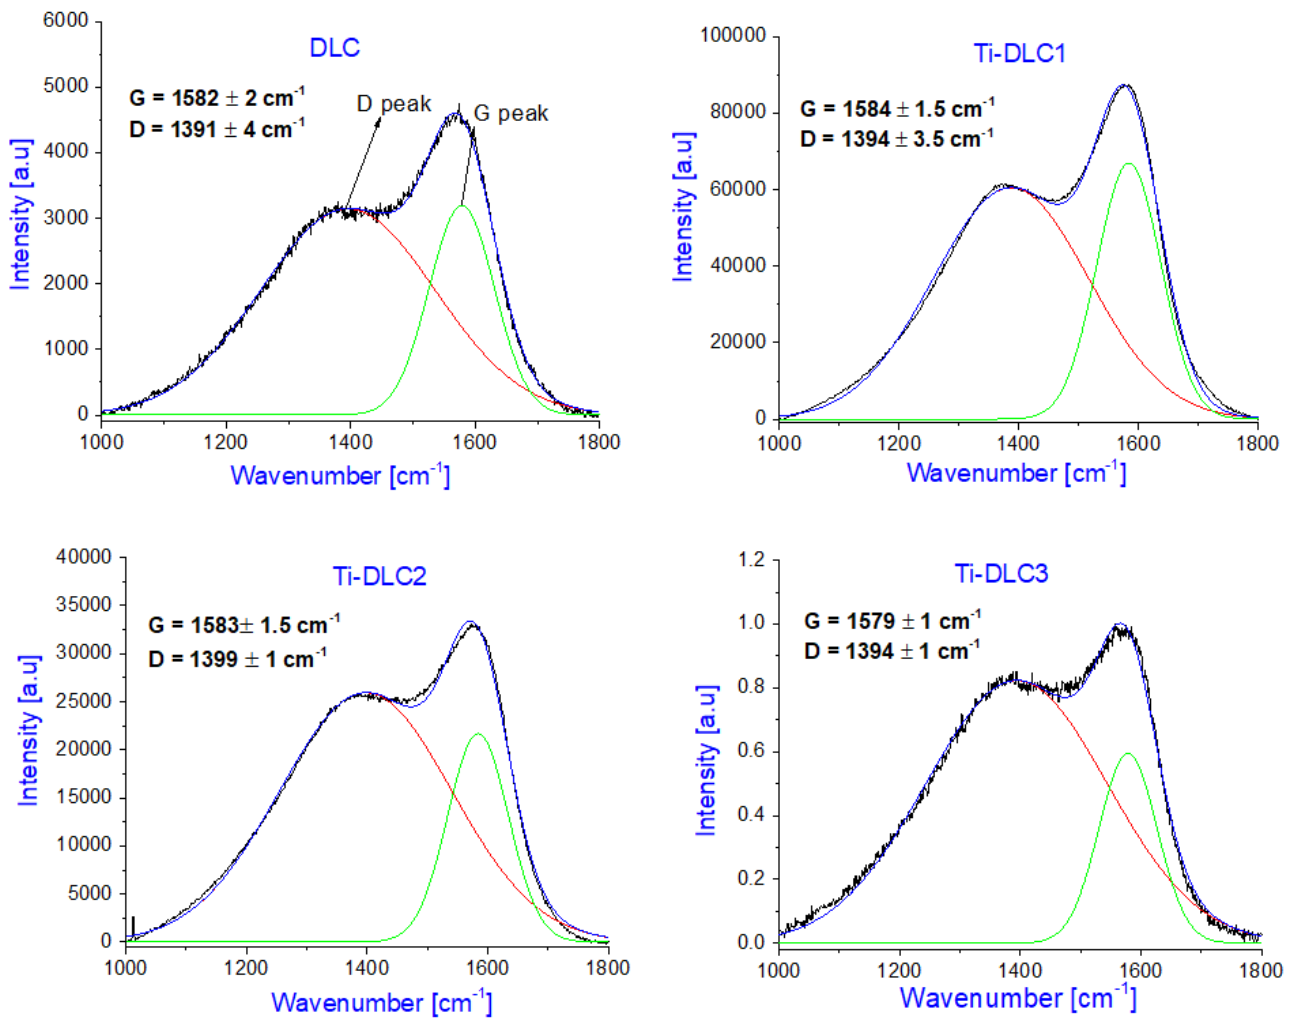 DLC
G = 1582 ± 2 cm⁻¹
D = 1391 ± 4 cm⁻¹
D peak
G peak
6000
5000
4000
3000
2000
1000
0
Intensity [a.u]
1000 1200 1400 1600 1800
Wavenumber [cm⁻¹]
Ti-DLC1
G = 1584 ± 1.5 cm⁻¹
D = 1394 ± 3.5 cm⁻¹
100000
80000
60000
40000
20000
0
Intensity [a.u]
1000 1200 1400 1600 1800
Wavenumber [cm⁻¹]
Ti-DLC2
G = 1583± 1.5 cm⁻¹
D = 1399 ± 1 cm⁻¹
40000
35000
30000
25000
20000
15000
10000
5000
0
Intensity [a.u]
1000 1200 1400 1600 1800
Wavenumber [cm⁻¹]
Ti-DLC3
G = 1579 ± 1 cm⁻¹
D = 1394 ± 1 cm⁻¹
1.2
1.0
0.8
0.6
0.4
0.2
0.0
Intensity [a.u]
1000 1200 1400 1600 1800
Wavenumber [cm⁻¹]